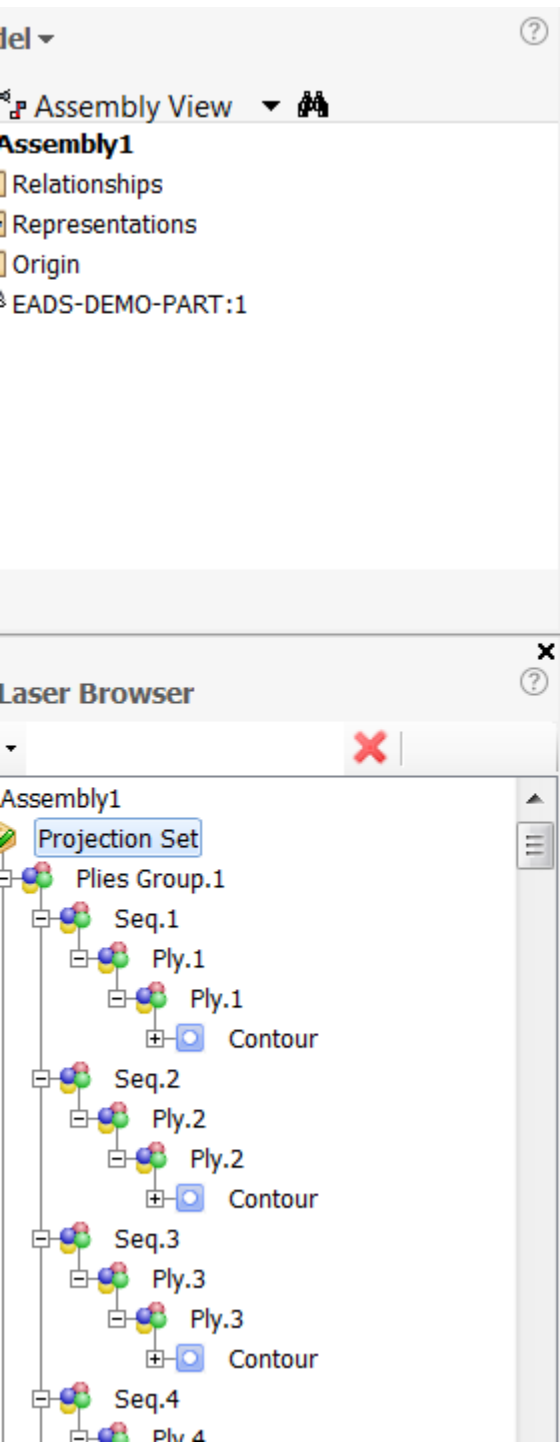 del
Assembly View
Assembly1
Relationships
Representations
Origin
EADS-DEMO-PART:1
Laser Browser
Assembly1
Projection Set
Plies Group.1
Seq.1
Ply.1
Ply.1
Contour
Seq.2
Ply.2
Ply.2
Contour
Seq.3
Ply.3
Ply.3
Contour
Seq.4
Ply.4